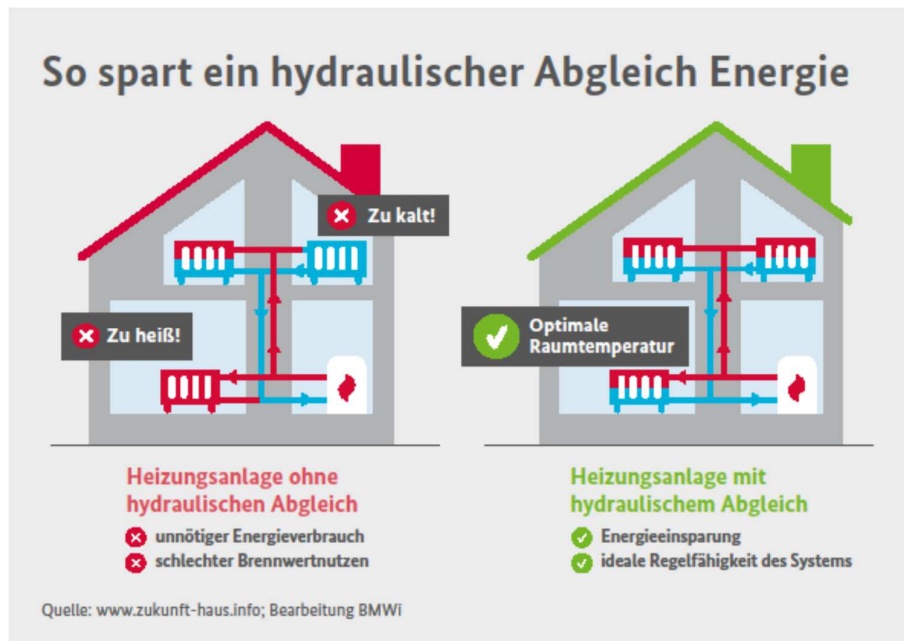 So spart ein hydraulischer Abgleich Energie
Zu kalt!
Zu heiß!
Heizungsanlage ohne
hydraulischen Abgleich
unnötiger Energieverbrauch
schlechter Brennwertnutzen
Optimale
Raumtemperatur
Heizungsanlage mit
hydraulischem Abgleich
Energieeinsparung
ideale Regelfähigkeit des Systems
Quelle: www.zukunft-haus.info; Bearbeitung BMWi